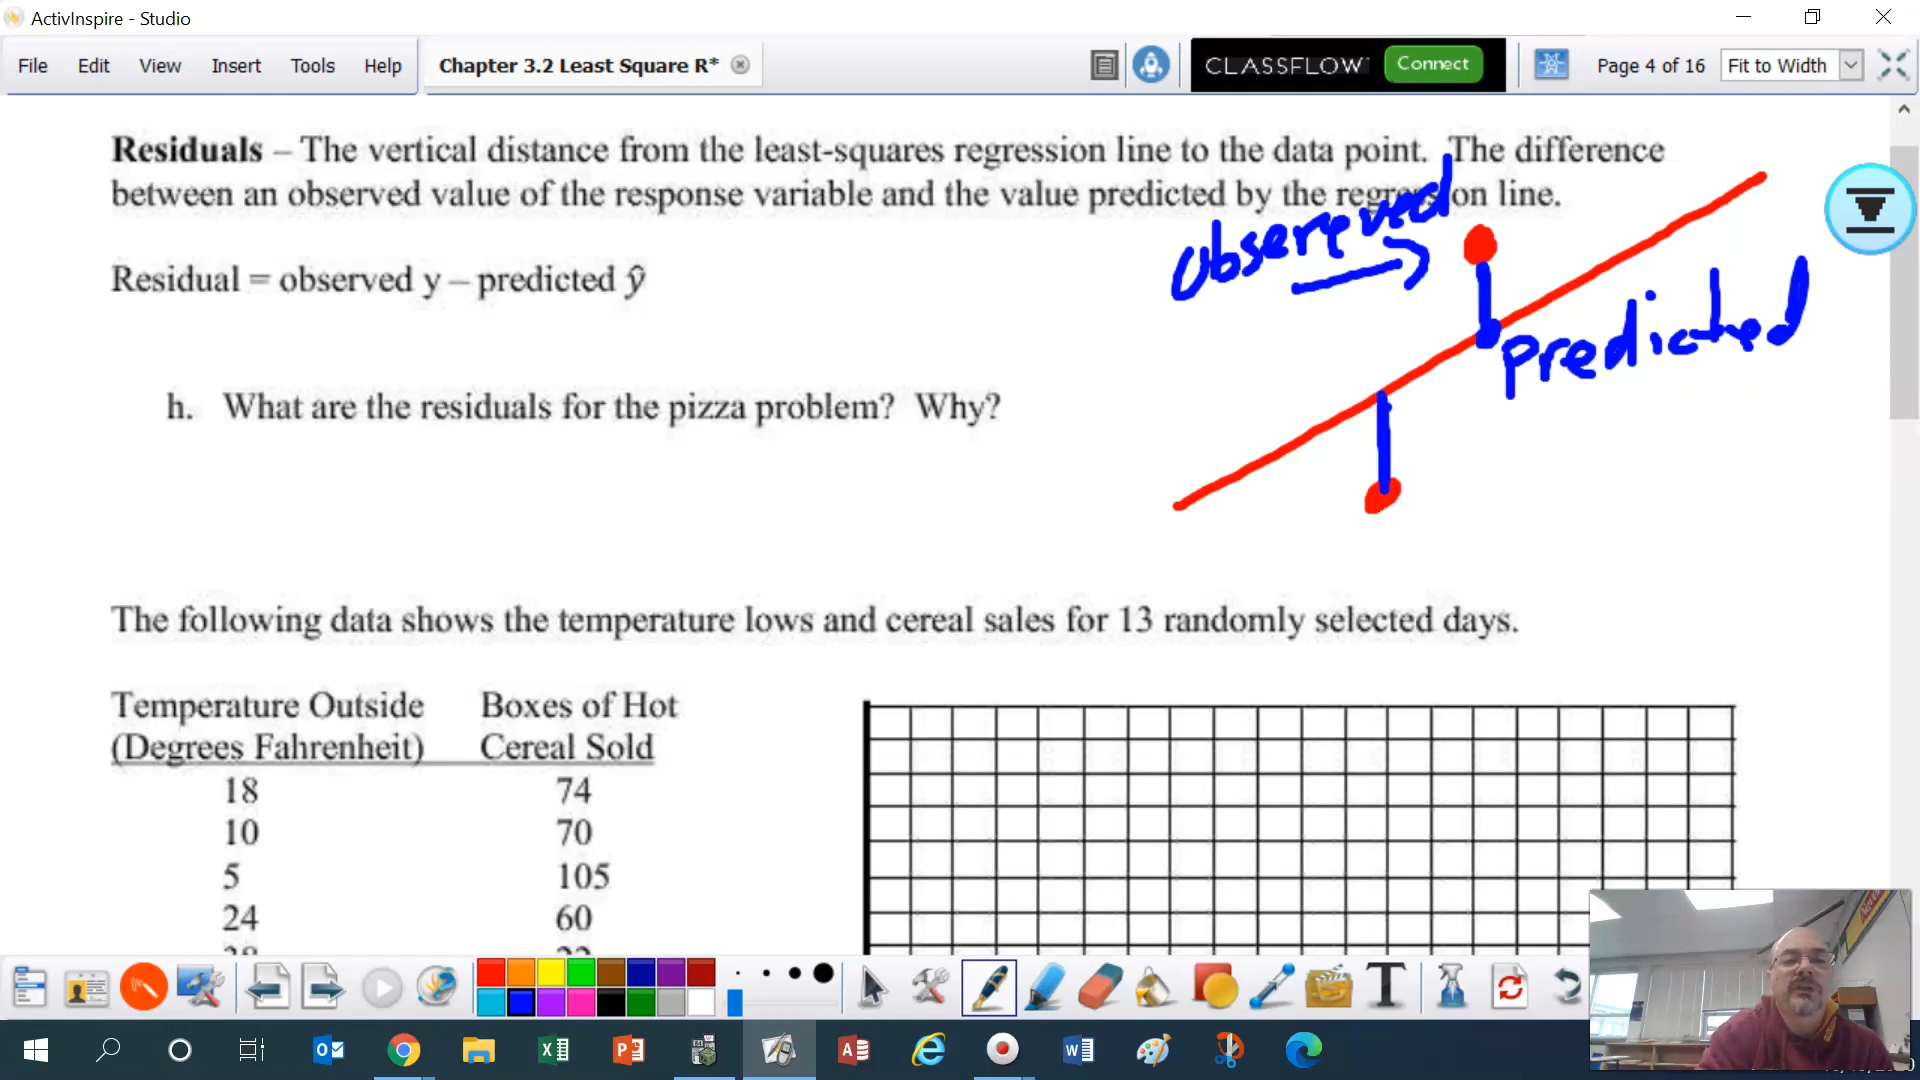 ActivInspire - Studio
File Edit View Insert Tools Help Chapter 3.2 Least Square R* CLASSFLOW Connect Page 4 of 16 Fit to Width
Residuals – The vertical distance from the least-squares regression line to the data point. The difference
between an observed value of the response variable and the value predicted by the regression line.
observed
Residual = observed y – predicted ŷ
predicted
h. What are the residuals for the pizza problem? Why?
The following data shows the temperature lows and cereal sales for 13 randomly selected days.
Temperature Outside Boxes of Hot
(Degrees Fahrenheit) Cereal Sold
18 74
10 70
5 105
24 60